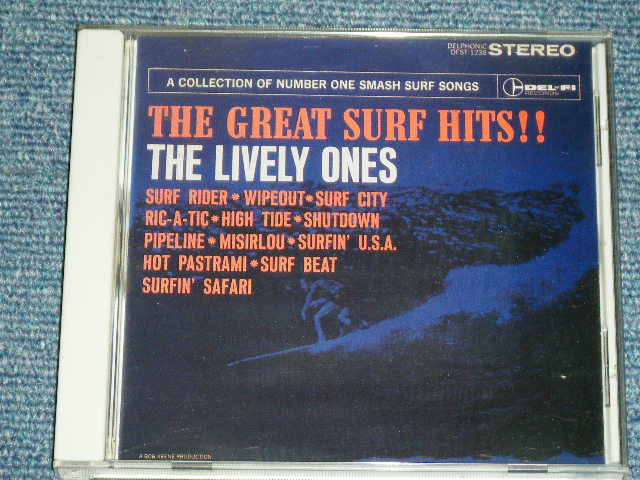 DELPHONIC
DFST 1238
STEREO
A COLLECTION OF NUMBER ONE SMASH SURF SONGS
DEL-FI
RECORDS
THE GREAT SURF HITS!!
THE LIVELY ONES
SURF RIDER * WIPEOUT * SURF CITY
RIC-A-TIC * HIGH TIDE * SHUTDOWN
PIPELINE * MISIRLOU * SURFIN' U.S.A.
HOT PASTRAMI * SURF BEAT
SURFIN' SAFARI
A BOB KEENE PRODUCTION